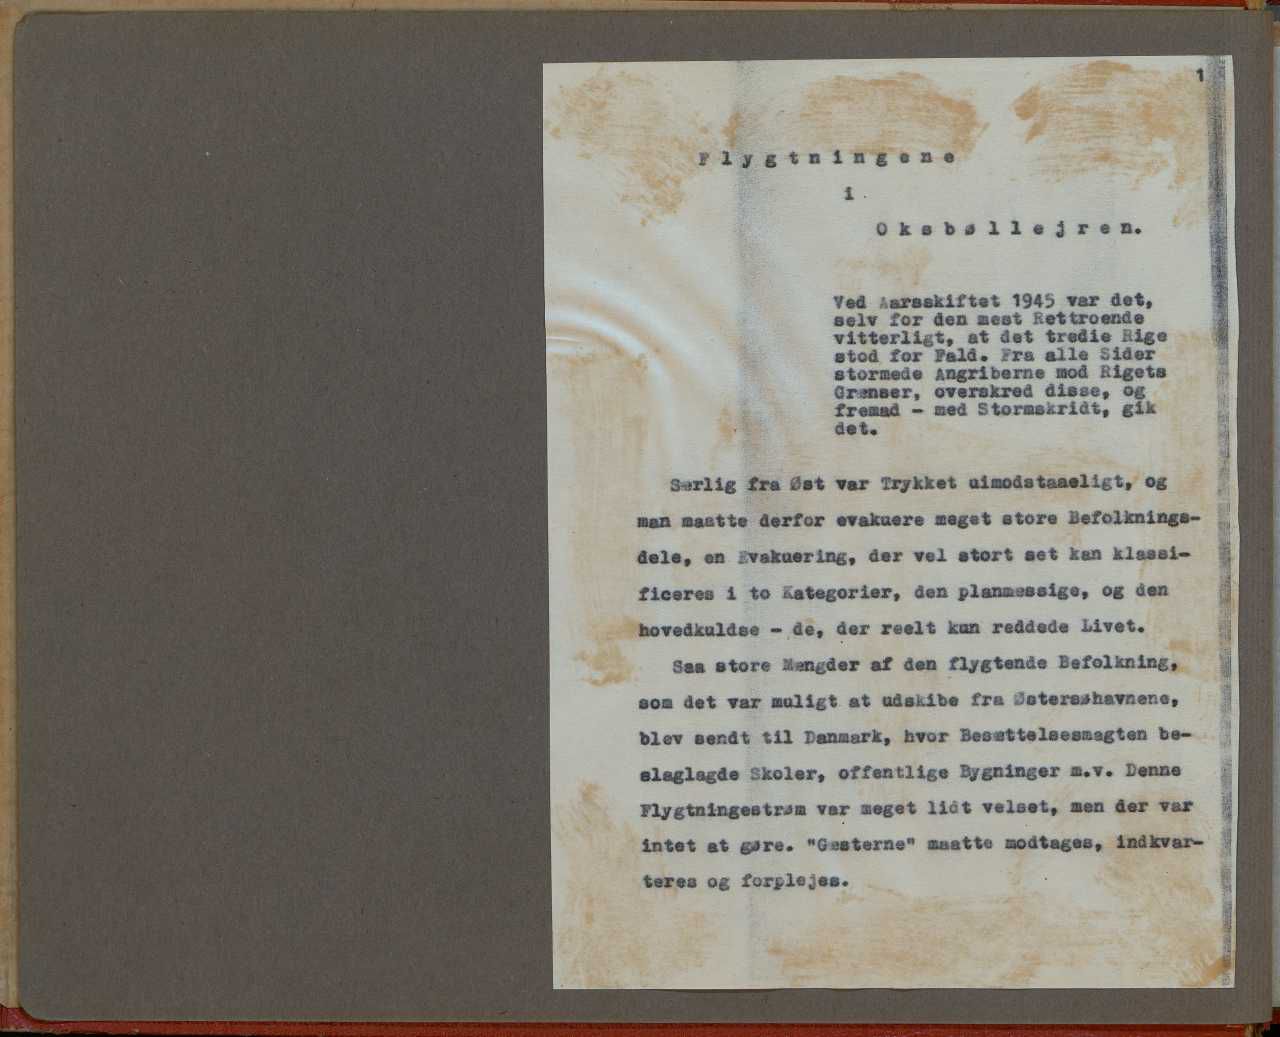 1
Flygtningene
i
Oksbøllejren.
Ved Aarsskiftet 1945 var det,
selv for den mest Rettroende
vitterligt, at det tredie Rige
stod for Fald. Fra alle Sider
stormede Angriberne mod Rigets
Grænser, overskred disse, og
fremad - med Stormskridt, gik
det.
Særlig fra Øst var Trykket uimodstaaeligt, og
man maatte derfor evakuere meget store Befolknings-
dele, en Evakuering, der vel stort set kan klassi-
ficeres i to Kategorier, den planmæssige, og den
hovedkuldse - de, der reelt kun reddede Livet.
Saa store Mængder af den flygtende Befolkning,
som det var muligt at udskibe fra Østersøhavnene,
blev sendt til Danmark, hvor Besættelsesmagten be-
slaglagde Skoler, offentlige Bygninger m.v. Denne
Flygtningestrøm var meget lidt velset, men der var
intet at gøre. "Gæsterne" maatte modtages, indkvar-
teres og forplejes.